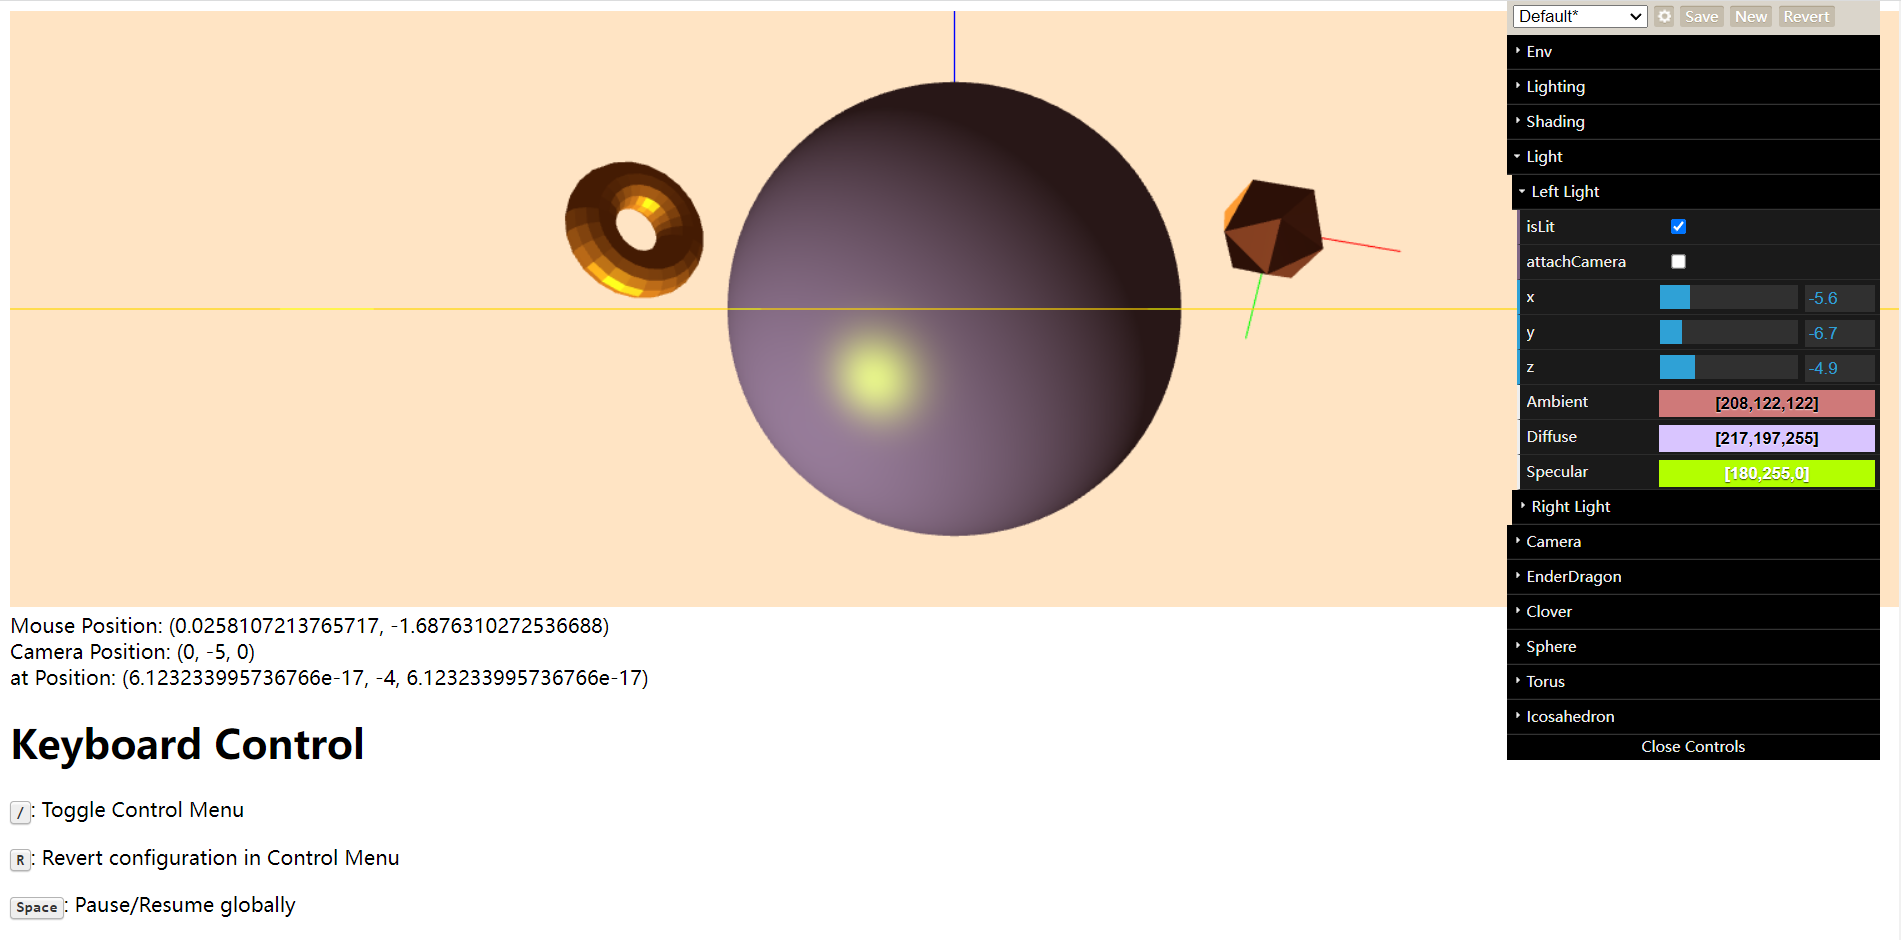 Default*
Save New Revert
Env
Lighting
Shading
Light
Left Light
isLit
attachCamera
x -5.6
y -6.7
z -4.9
Ambient [208,122,122]
Diffuse [217,197,255]
Specular [180,255,0]
Right Light
Camera
EnderDragon
Clover
Sphere
Torus
Icosahedron
Close Controls
Mouse Position: (0.0258107213765717, -1.6876310272536688)
Camera Position: (0, -5, 0)
at Position: (6.123233995736766e-17, -4, 6.123233995736766e-17)
Keyboard Control
/: Toggle Control Menu
R: Revert configuration in Control Menu
Space: Pause/Resume globally